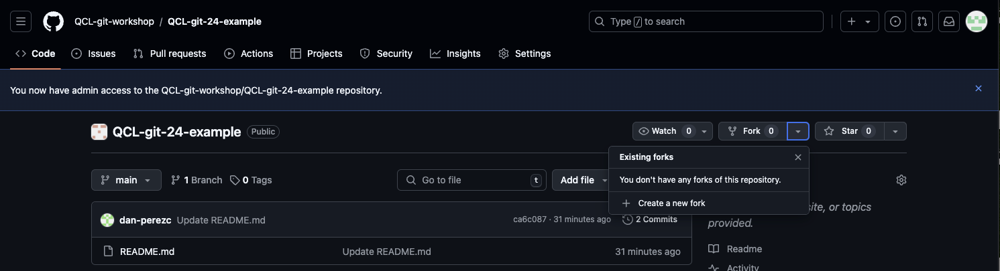 QCL-git-workshop / QCL-git-24-example
Type / to search
Code Issues Pull requests Actions Projects Security Insights Settings
You now have admin access to the QCL-git-workshop/QCL-git-24-example repository.
QCL-git-24-example Public
Watch 0 Fork 0 Star 0
Existing forks
You don't have any forks of this repository.
Create a new fork
main 1 Branch 0 Tags
Go to file t
Add file
dan-perezc Update README.md
ca6c087 · 31 minutes ago 2 Commits
README.md Update README.md 31 minutes ago
site, or topics
provided.
Readme
Activity